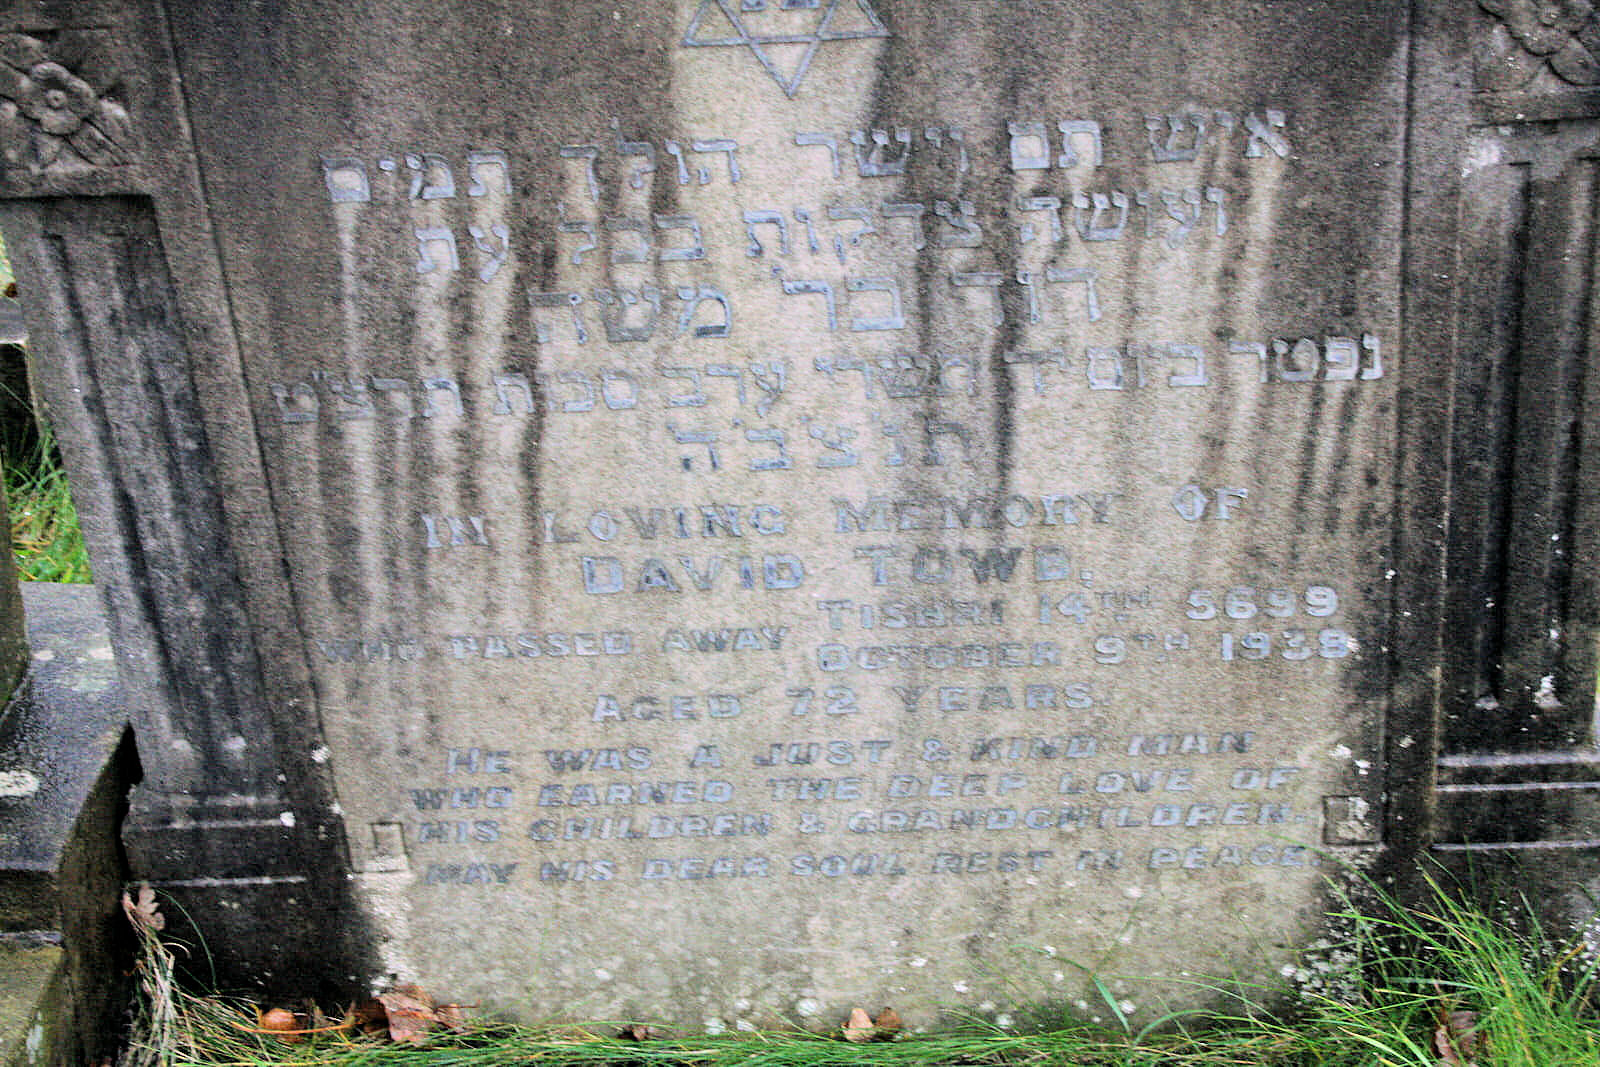 איש תם וישר הולך תמים
ועושה צדקות בכל עת
דוד בר משה
נפטר ביום יד תשרי ערב סכות תרצ"ט
ת'נ'צ'ב'ה'
IN LOVING MEMORY OF
DAVID TOWB.
WHO PASSED AWAY TISHRI 14TH 5699
OCTOBER 9TH 1938
AGED 72 YEARS.
HE WAS A JUST & KIND MAN
WHO EARNED THE DEEP LOVE OF
HIS CHILDREN & GRANDCHILDREN.
MAY HIS DEAR SOUL REST IN PEACE.